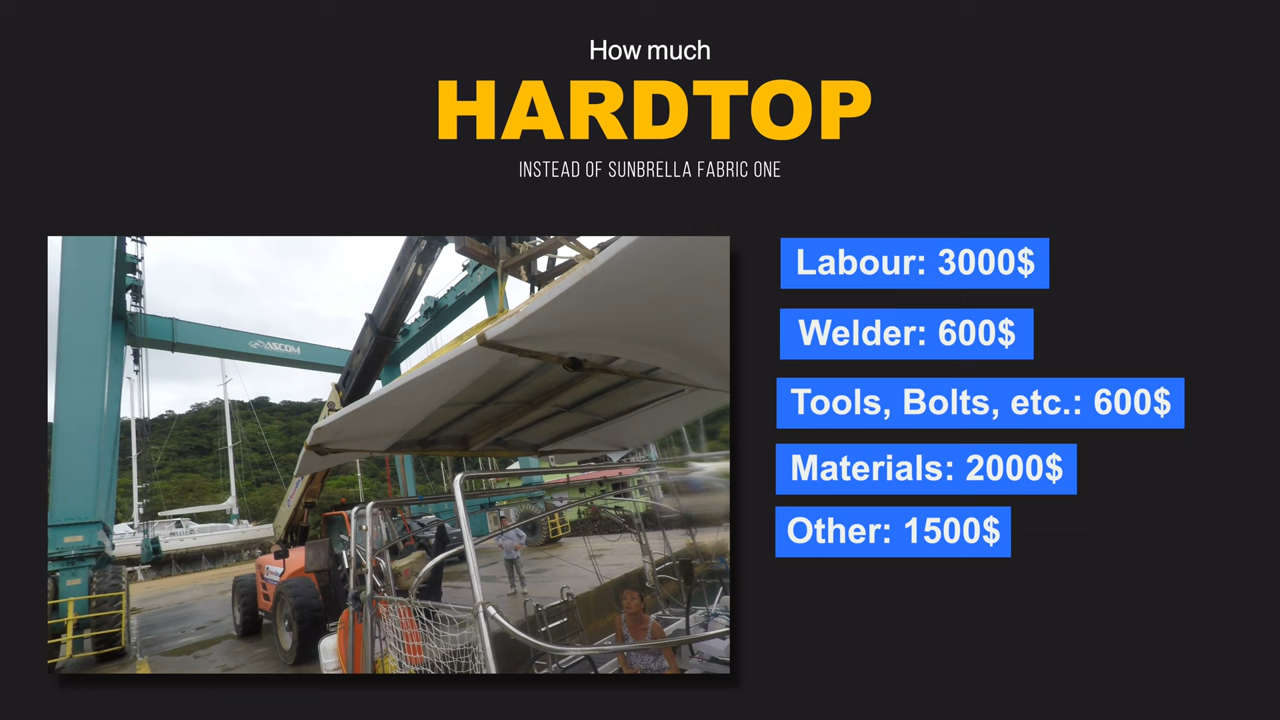 How much
HARDTOP
INSTEAD OF SUNBRELLA FABRIC ONE
ASCOM
Labour: 3000$
Welder: 600$
Tools, Bolts, etc.: 600$
Materials: 2000$
Other: 1500$